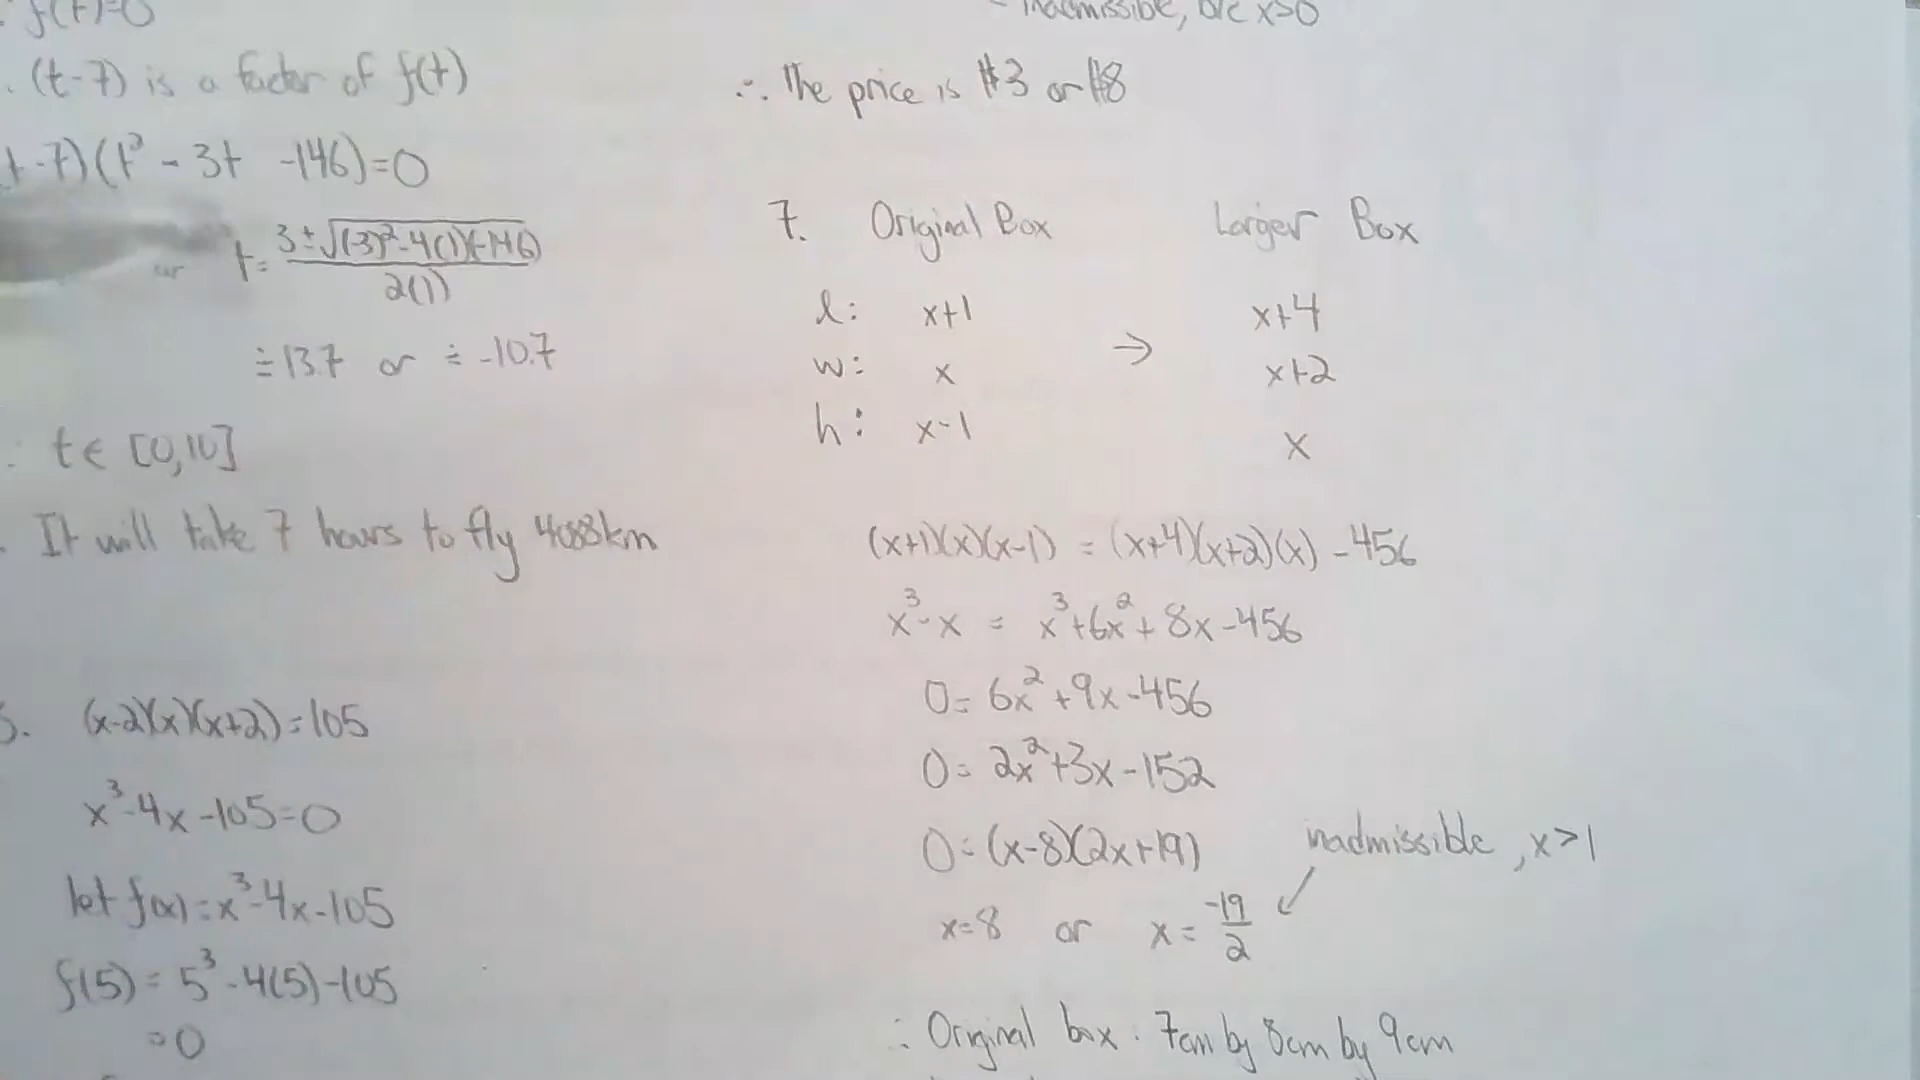 f(7)=0
∴ (t-7) is a factor of f(t)
(t-7)(t² - 3t -146)=0
or t= 3±√(-3)²-4(1)(-146) / 2(1)
≐13.7 or ≐ -10.7
∴ t∈ [0,10]
∴ It will take 7 hours to fly 4088km
(x-2)(x)(x+2)=105
x³-4x-105=0
let f(x)=x³-4x-105
f(5)= 5³-4(5)-105
=0
inadmissible, b/c x>0
∴ The price is $3 or $8
7. Original Box Larger Box
l: x+1 x+4
w: x → x+2
h: x-1 x
(x+1)(x)(x-1) = (x+4)(x+2)(x) -456
x³-x = x³+6x²+8x-456
0= 6x²+9x-456
0= 2x²+3x-152
0=(x-8)(2x+19)
inadmissible, x>1
x=8 or x= -19/2
∴ Original box: 7cm by 8cm by 9cm